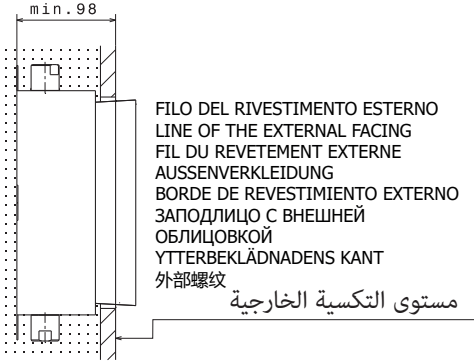 min.98
FILO DEL RIVESTIMENTO ESTERNO
LINE OF THE EXTERNAL FACING
FIL DU REVETEMENT EXTERNE
AUSSENVERKLEIDUNG
BORDE DE REVESTIMIENTO EXTERNO
ЗАПОДЛИЦО С ВНЕШНЕЙ
ОБЛИЦОВКОЙ
YTTERBEKLÄDNADENS KANT
外部螺纹
مستوى التكسية الخارجية